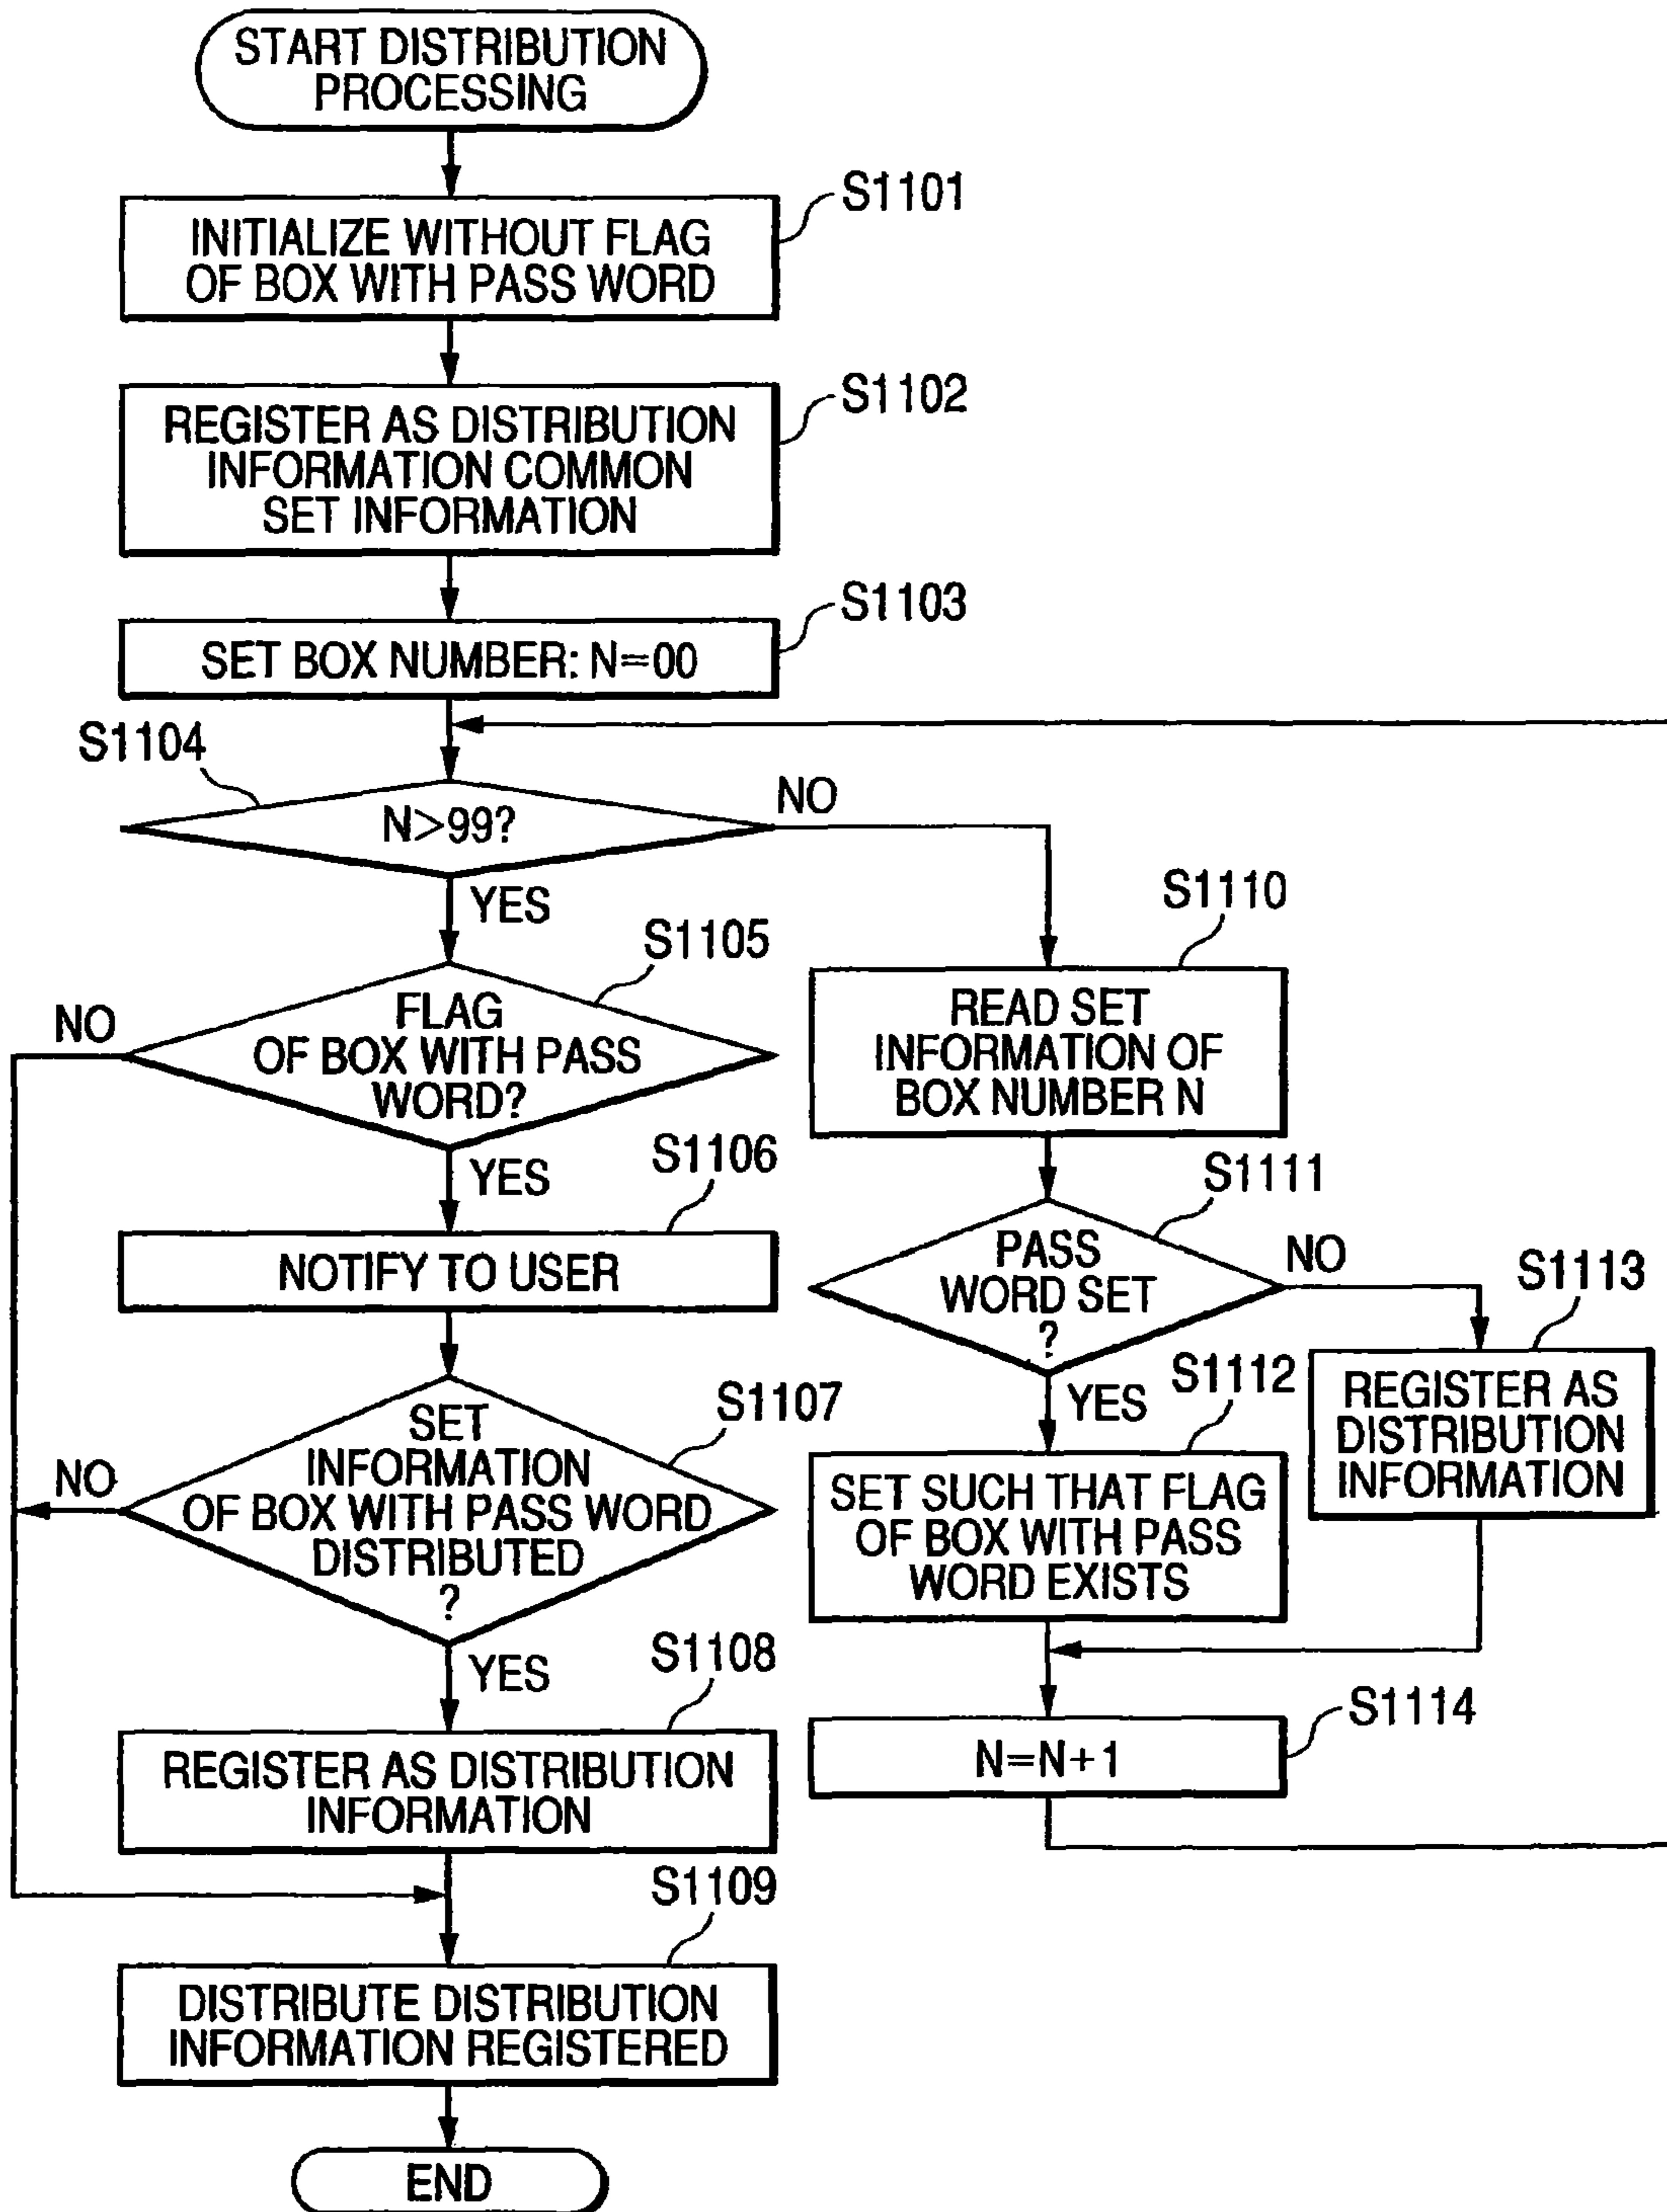 START DISTRIBUTION
PROCESSING
S1101
INITIALIZE WITHOUT FLAG
OF BOX WITH PASS WORD
S1102
REGISTER AS DISTRIBUTION
INFORMATION COMMON
SET INFORMATION
S1103
SET BOX NUMBER: N=00
S1104
N>99?
NO
YES
S1105
FLAG
OF BOX WITH PASS
WORD?
NO
YES
S1106
NOTIFY TO USER
S1107
SET
INFORMATION
OF BOX WITH PASS WORD
DISTRIBUTED
?
NO
YES
S1108
REGISTER AS DISTRIBUTION
INFORMATION
S1109
DISTRIBUTE DISTRIBUTION
INFORMATION REGISTERED
END
S1110
READ SET
INFORMATION OF
BOX NUMBER N
S1111
PASS
WORD SET
?
NO
YES
S1112
SET SUCH THAT FLAG
OF BOX WITH PASS
WORD EXISTS
S1113
REGISTER AS
DISTRIBUTION
INFORMATION
S1114
N=N+1